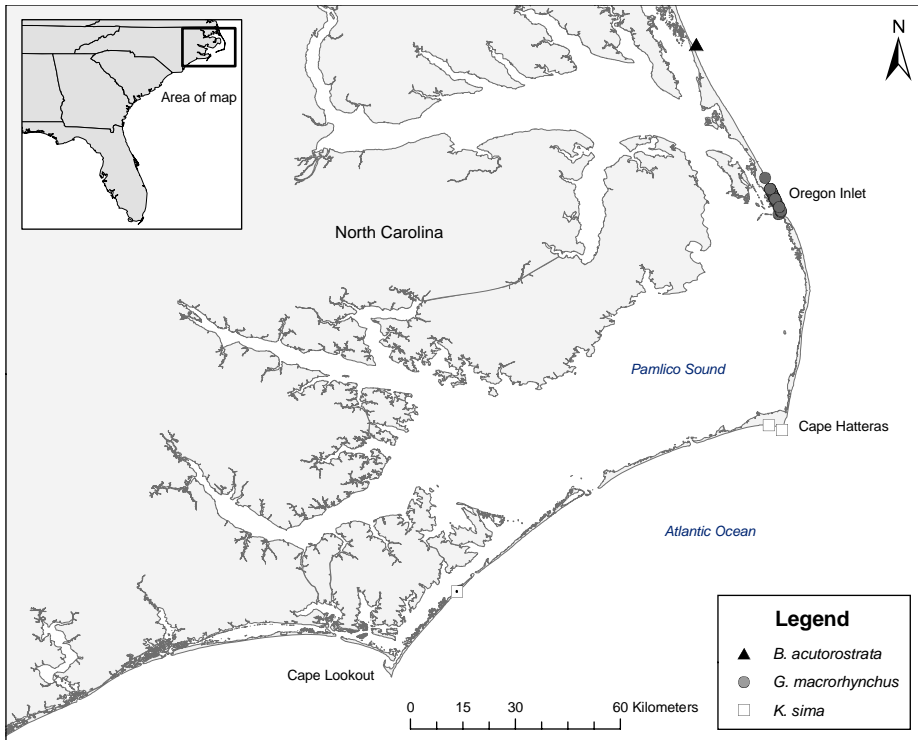 N
Area of map
Oregon Inlet
North Carolina
Pamlico Sound
Cape Hatteras
Atlantic Ocean
Cape Lookout
0 15 30 60 Kilometers
Legend
B. acutorostrata
G. macrorhynchus
K. sima